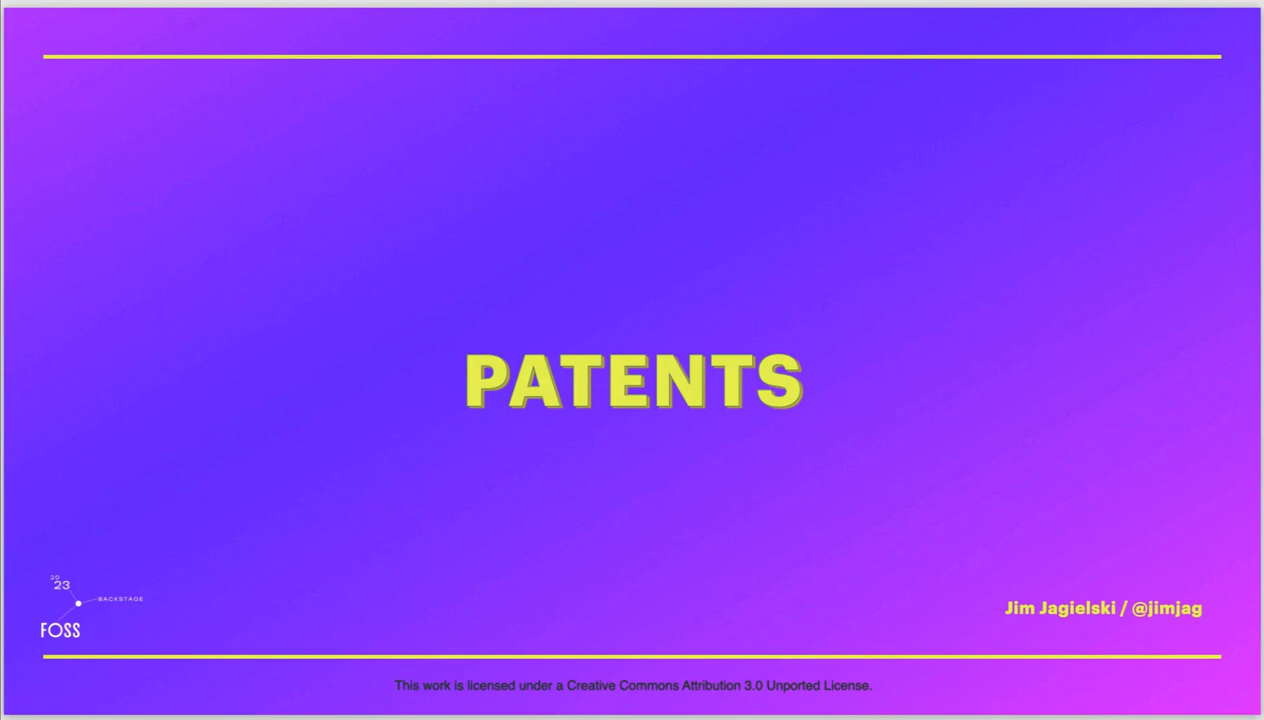 PATENTS
20
23
BACKSTAGE
FOSS
Jim Jagielski / @jimjag
This work is licensed under a Creative Commons Attribution 3.0 Unported License.